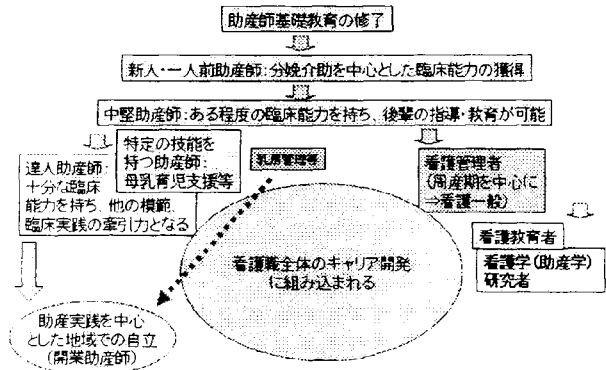 助産師基礎教育の修了
新人・一人前助産師:分娩介助を中心とした臨床能力の獲得
中堅助産師:ある程度の臨床能力を持ち、後輩の指導・教育が可能
達人助産師:
十分な臨床
能力を持ち、他の模範
臨床実践の牽引力となる
特定の技能を
持つ助産師:
母乳育児支援等
乳房管理等
看護管理者
(周産期を中心に
⇒看護一般)
看護教育者
看護学(助産学)
研究者
看護職全体のキャリア開発
に組み込まれる
助産実践を中心
とした地域での自立
(開業助産師)